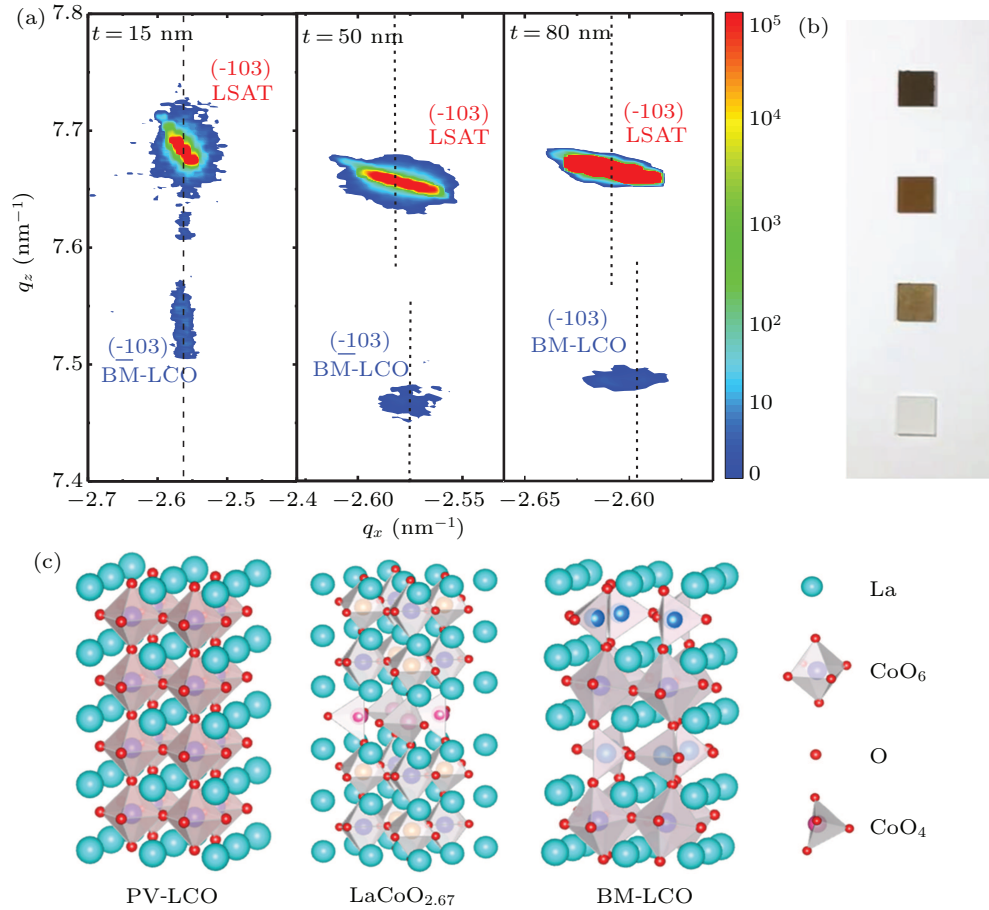 (a)
t = 15 nm
t = 50 nm
t = 80 nm
(-103)
LSAT
(-103)
LSAT
(-103)
LSAT
(-103)
BM-LCO
(-103)
BM-LCO
(-103)
BM-LCO
7.8
7.7
7.6
7.5
7.4
q_z (nm⁻¹)
−2.7
−2.6
−2.5
−2.60
−2.55
−2.65
−2.60
q_x (nm⁻¹)
10⁵
10⁴
10³
10²
10
0
(b)
(c)
PV-LCO
LaCoO₂.₆₇
BM-LCO
La
CoO₆
O
CoO₄